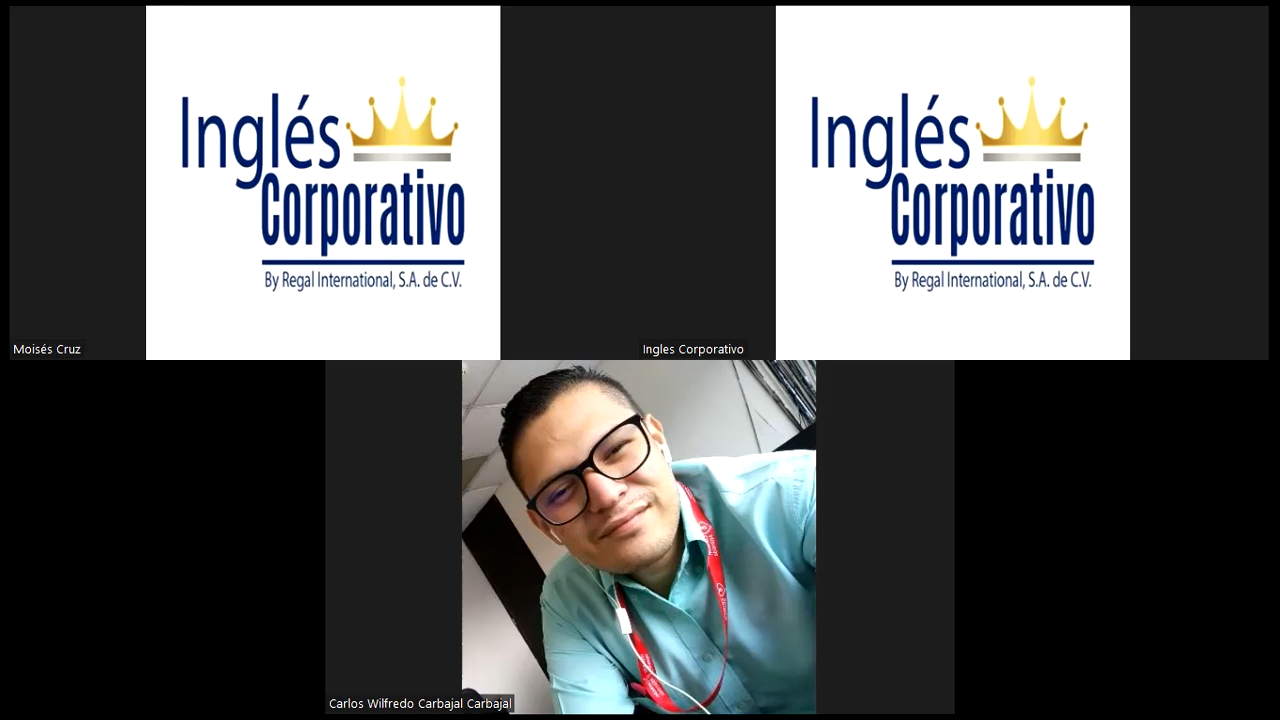 Inglés
Corporativo
By Regal International, S.A. de C.V.
Moisés Cruz
Inglés
Corporativo
By Regal International, S.A. de C.V.
Ingles Corporativo
Carlos Wilfredo Carbajal Carbajal